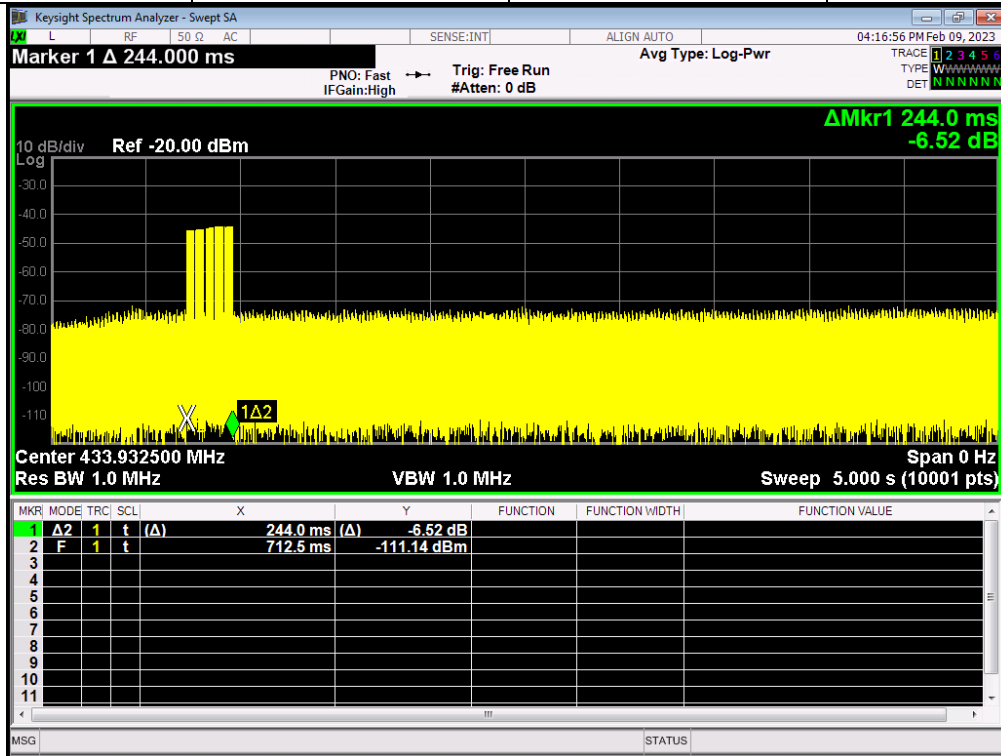 Keysight Spectrum Analyzer - Swept SA
LXI L RF 50 Ω AC SENSE:INT ALIGN AUTO 04:16:56 PM Feb 09, 2023
Marker 1 Δ 244.000 ms
PNO: Fast
IFGain:High
Trig: Free Run
#Atten: 0 dB
Avg Type: Log-Pwr
TRACE 1 2 3 4 5 6
TYPE WWWWWW
DET N N N N N N
ΔMkr1 244.0 ms
-6.52 dB
10 dB/div Ref -20.00 dBm
Log
-30.0
-40.0
-50.0
-60.0
-70.0
-80.0
-90.0
-100
-110
X
1Δ2
Center 433.932500 MHz Span 0 Hz
Res BW 1.0 MHz VBW 1.0 MHz Sweep 5.000 s (10001 pts)
MKR MODE TRC SCL X Y FUNCTION FUNCTION WIDTH FUNCTION VALUE
1 Δ2 1 t (Δ) 244.0 ms (Δ) -6.52 dB
2 F 1 t 712.5 ms -111.14 dBm
3
4
5
6
7
8
9
10
11
MSG STATUS